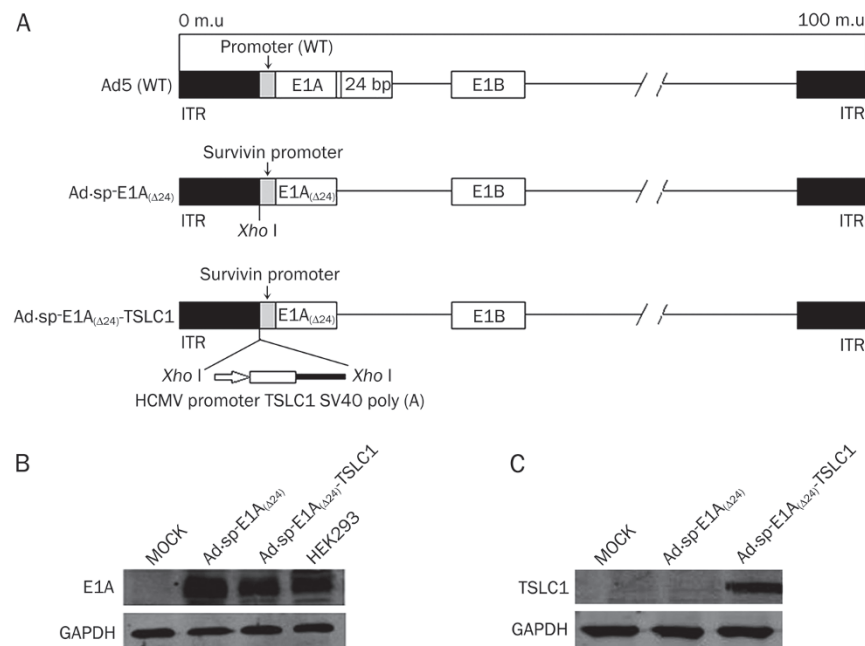 A
0 m.u
100 m.u
Promoter (WT)
Ad5 (WT)
E1A
24 bp
E1B
ITR
ITR
Survivin promoter
Ad·sp-E1A(Δ24)
E1A(Δ24)
E1B
ITR
Xho I
ITR
Survivin promoter
Ad·sp-E1A(Δ24)-TSLC1
E1A(Δ24)
E1B
ITR
ITR
Xho I
Xho I
HCMV promoter TSLC1 SV40 poly (A)
B
MOCK
Ad·sp-E1A(Δ24)
Ad·sp-E1A(Δ24)-TSLC1
HEK293
E1A
GAPDH
C
MOCK
Ad·sp-E1A(Δ24)
Ad·sp-E1A(Δ24)-TSLC1
TSLC1
GAPDH